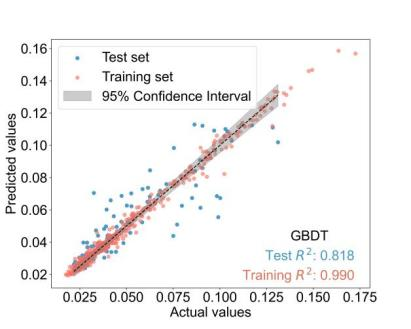 0.16
Test set
Training set
0.14
95% Confidence Interval
0.12
0.10
Predicted values
0.08
0.06
GBDT
0.04
Test R²: 0.818
Training R²: 0.990
0.02
0.025 0.050 0.075 0.100 0.125 0.150 0.175
Actual values